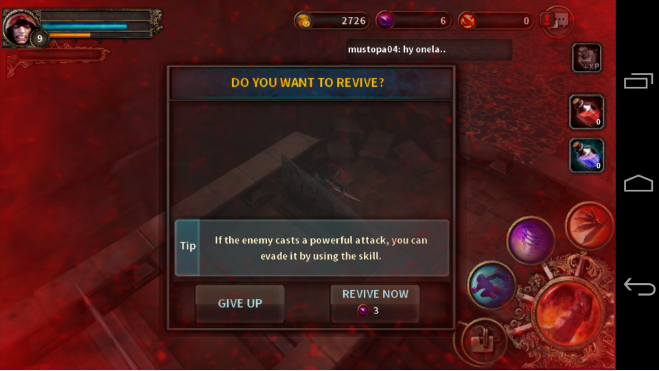 2726
6
0
9
mustopa04: hy onela..
XP
DO YOU WANT TO REVIVE?
0
0
Tip
If the enemy casts a powerful attack, you can
evade it by using the skill.
GIVE UP
REVIVE NOW
3